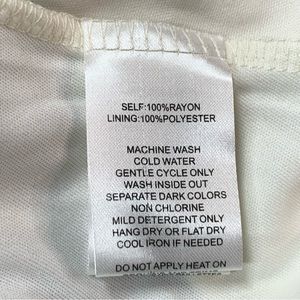 SELF:100%RAYON
LINING:100%POLYESTER
MACHINE WASH
COLD WATER
GENTLE CYCLE ONLY
WASH INSIDE OUT
SEPARATE DARK COLORS
NON CHLORINE
MILD DETERGENT ONLY
HANG DRY OR FLAT DRY
COOL IRON IF NEEDED
DO NOT APPLY HEAT ON